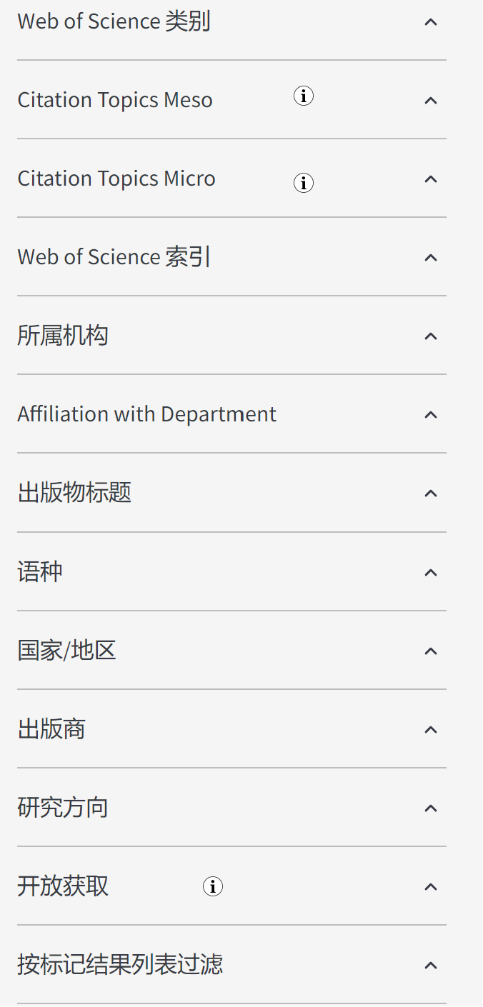 Web of Science 类别
Citation Topics Meso
Citation Topics Micro
Web of Science 索引
所属机构
Affiliation with Department
出版物标题
语种
国家/地区
出版商
研究方向
开放获取
按标记结果列表过滤